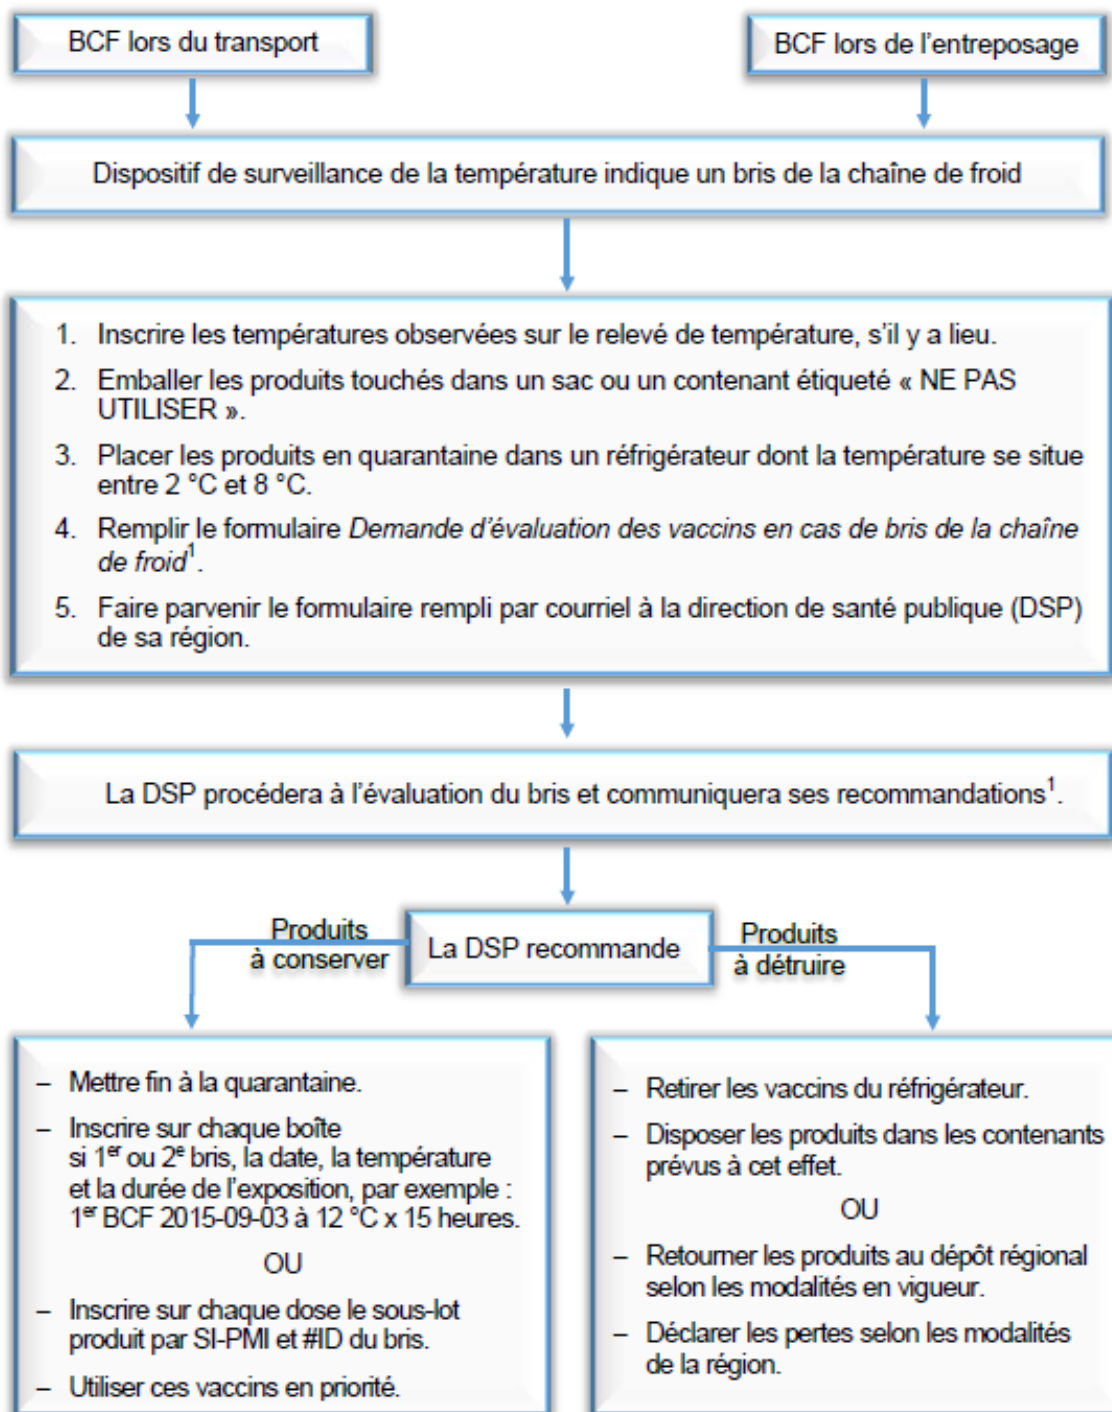 BCF lors du transport
BCF lors de l'entreposage
Dispositif de surveillance de la température indique un bris de la chaîne de froid
1. Inscrire les températures observées sur le relevé de température, s'il y a lieu.
2. Emballer les produits touchés dans un sac ou un contenant étiqueté « NE PAS
UTILISER ».
3. Placer les produits en quarantaine dans un réfrigérateur dont la température se situe
entre 2 °C et 8 °C.
4. Remplir le formulaire Demande d'évaluation des vaccins en cas de bris de la chaîne
de froid¹.
5. Faire parvenir le formulaire rempli par courriel à la direction de santé publique (DSP)
de sa région.
La DSP procédera à l'évaluation du bris et communiquera ses recommandations¹.
Produits
à conserver
La DSP recommande
Produits
à détruire
– Mettre fin à la quarantaine.
– Inscrire sur chaque boîte
si 1er ou 2e bris, la date, la température
et la durée de l'exposition, par exemple :
1er BCF 2015-09-03 à 12 °C x 15 heures.
OU
– Inscrire sur chaque dose le sous-lot
produit par SI-PMI et #ID du bris.
– Utiliser ces vaccins en priorité.
– Retirer les vaccins du réfrigérateur.
– Disposer les produits dans les contenants
prévus à cet effet.
OU
– Retourner les produits au dépôt régional
selon les modalités en vigueur.
– Déclarer les pertes selon les modalités
de la région.